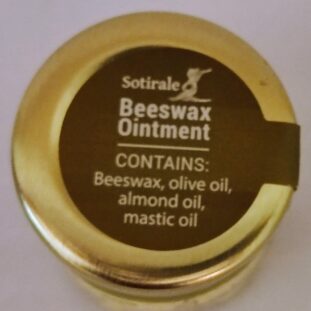 Sotirale
Beeswax
Ointment
CONTAINS:
Beeswax, olive oil,
almond oil,
mastic oil